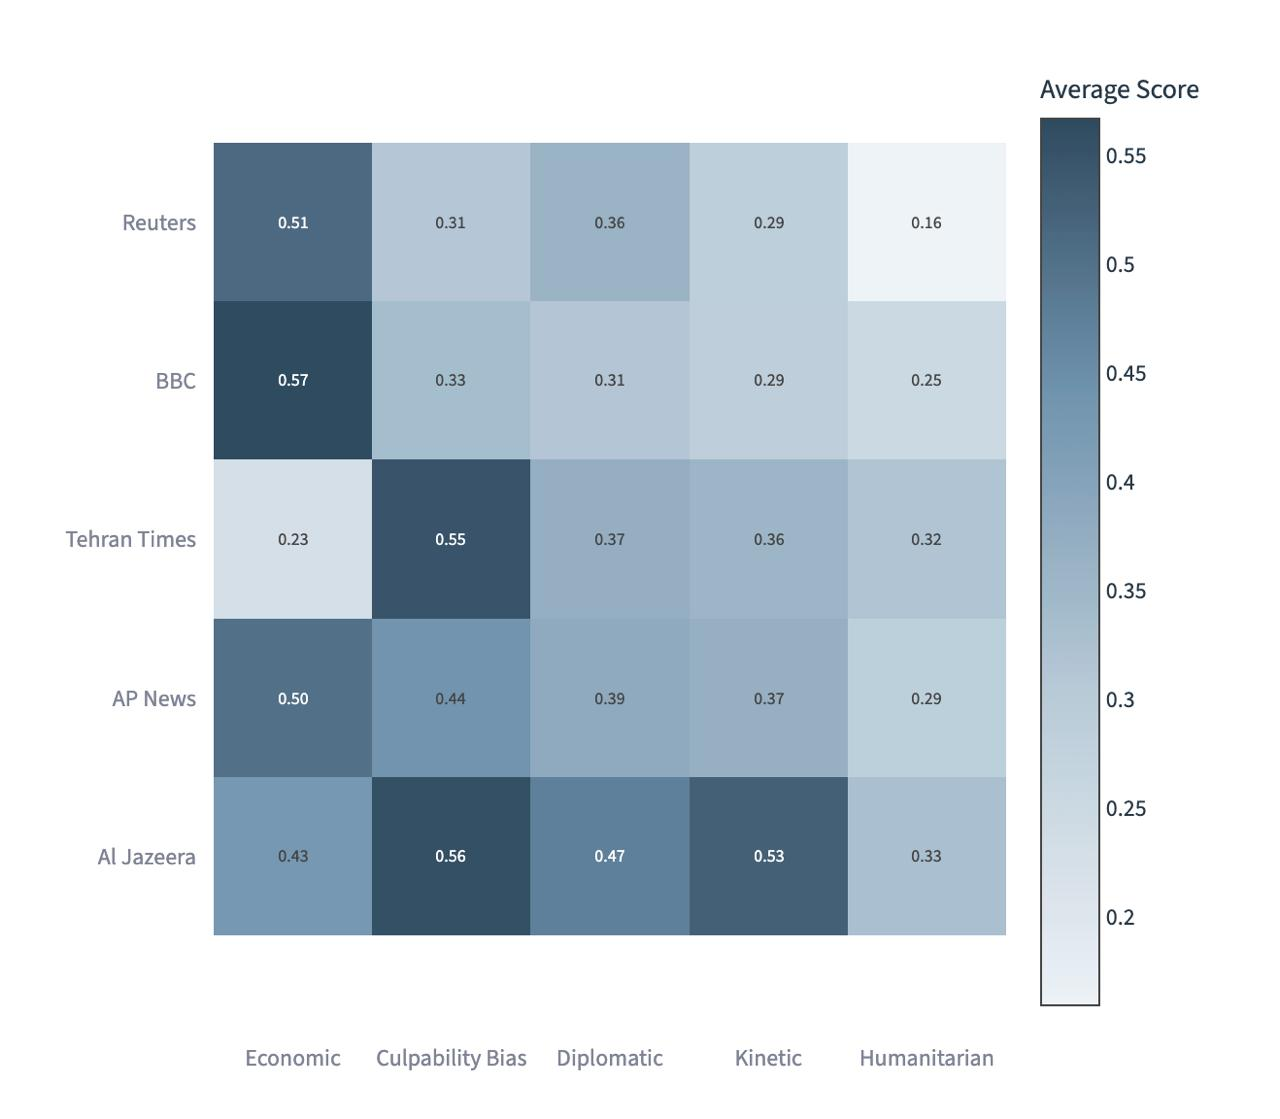 Average Score
Reuters 0.51 0.31 0.36 0.29 0.16
BBC 0.57 0.33 0.31 0.29 0.25
Tehran Times 0.23 0.55 0.37 0.36 0.32
AP News 0.50 0.44 0.39 0.37 0.29
Al Jazeera 0.43 0.56 0.47 0.53 0.33
Economic Culpability Bias Diplomatic Kinetic Humanitarian
0.55
0.5
0.45
0.4
0.35
0.3
0.25
0.2